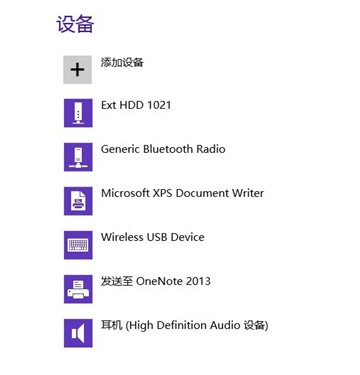 设备
添加设备
Ext HDD 1021
Generic Bluetooth Radio
Microsoft XPS Document Writer
Wireless USB Device
发送至 OneNote 2013
耳机 (High Definition Audio 设备)